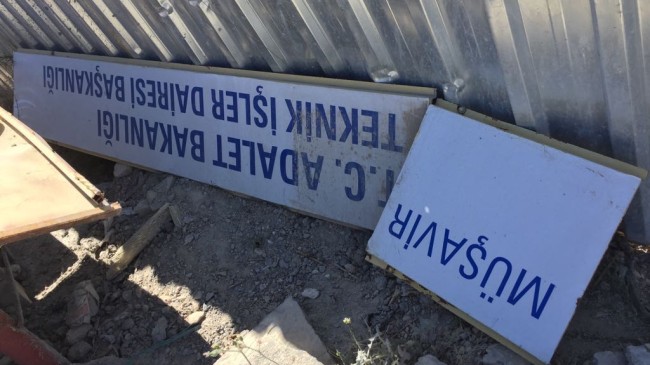 T.C. ADALET BAKANLIĞI
TEKNİK İŞLER DAİRESİ BAŞKANLIĞI
MÜŞAVİR